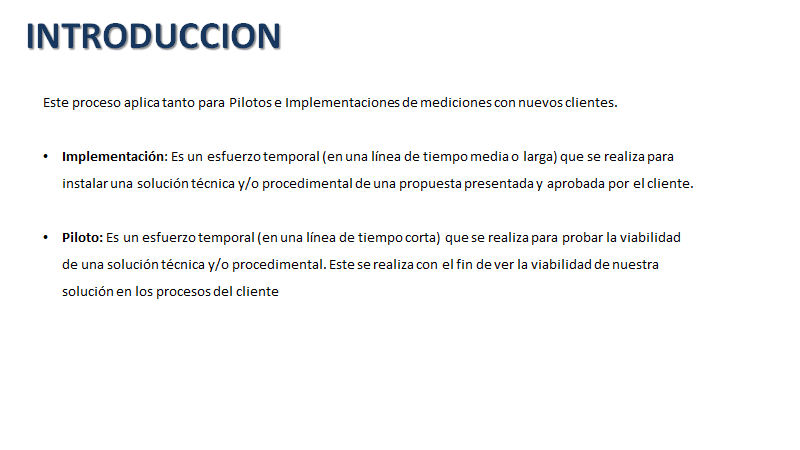 INTRODUCCION
Este proceso aplica tanto para Pilotos e Implementaciones de mediciones con nuevos clientes.
• Implementación: Es un esfuerzo temporal (en una línea de tiempo media o larga) que se realiza para
instalar una solución técnica y/o procedimental de una propuesta presentada y aprobada por el cliente.
• Piloto: Es un esfuerzo temporal (en una línea de tiempo corta) que se realiza para probar la viabilidad
de una solución técnica y/o procedimental. Este se realiza con el fin de ver la viabilidad de nuestra
solución en los procesos del cliente